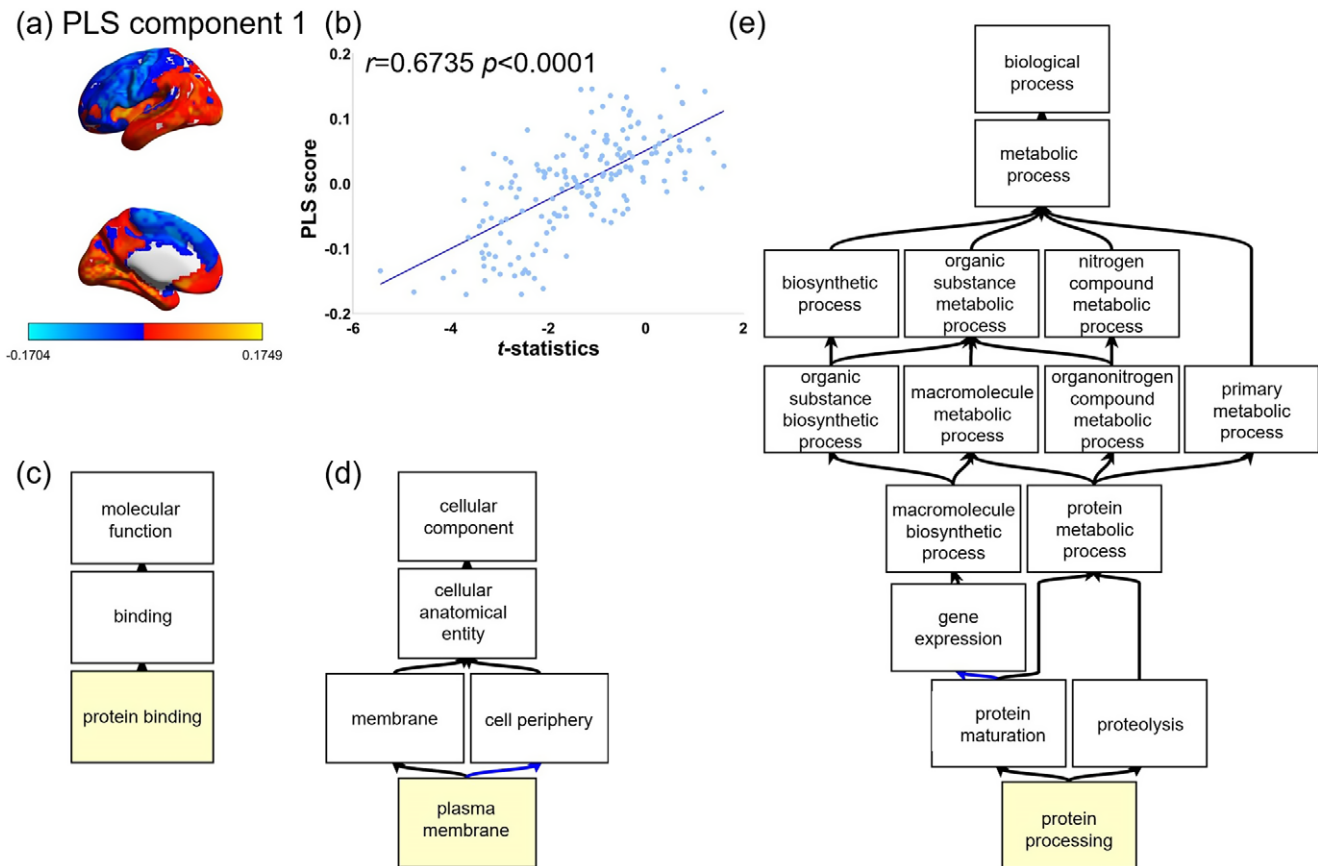 (a) PLS component 1
-0.1704
0.1749
(b)
r=0.6735 p<0.0001
PLS score
0.2
0.1
0.0
-0.1
-0.2
-6
-4
-2
0
2
t-statistics
(c)
molecular
function
binding
protein binding
(d)
cellular
component
cellular
anatomical
entity
membrane
cell periphery
plasma
membrane
(e)
biological
process
metabolic
process
biosynthetic
process
organic
substance
metabolic
process
nitrogen
compound
metabolic
process
organic
substance
biosynthetic
process
macromolecule
metabolic
process
organonitrogen
compound
metabolic
process
primary
metabolic
process
macromolecule
biosynthetic
process
protein
metabolic
process
gene
expression
protein
maturation
proteolysis
protein
processing